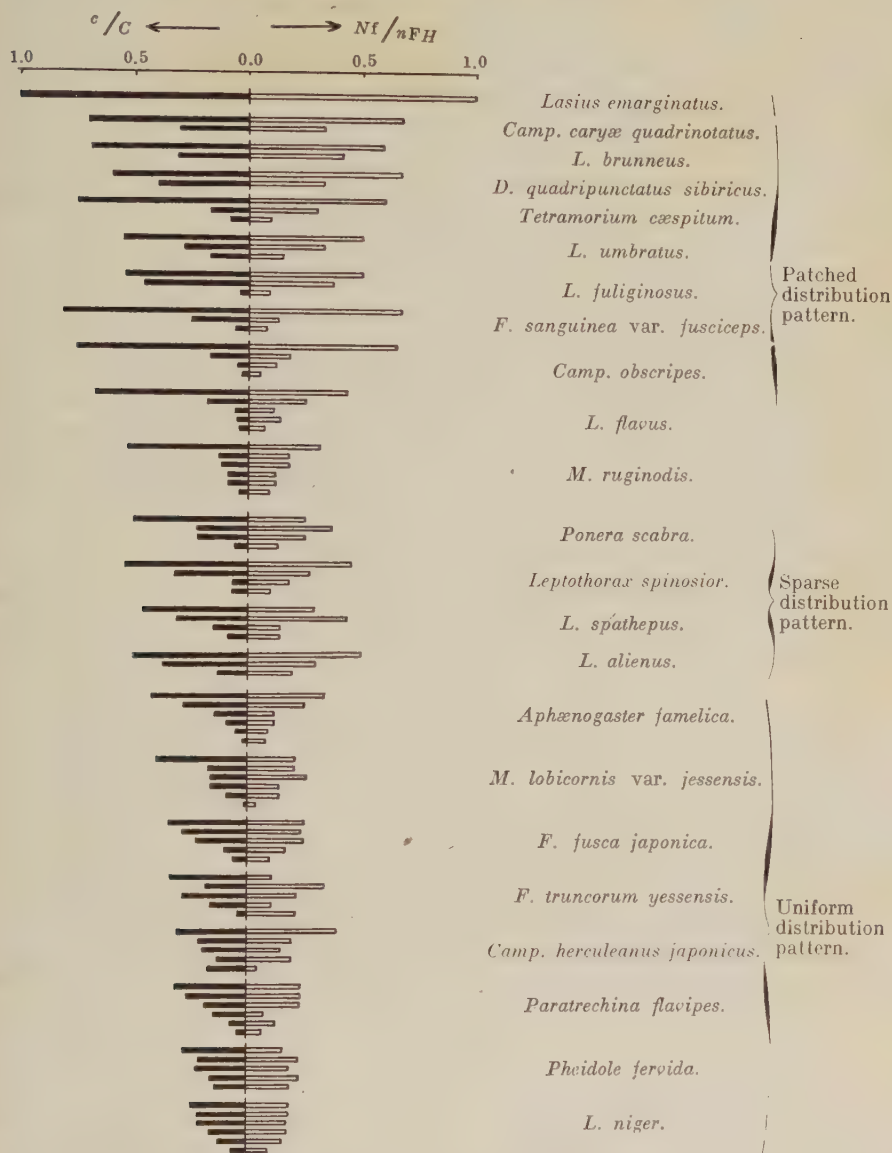 c/C ← → Nf/nFH
1.0 0.5 0.0 0.5 1.0
Lasius emarginatus.
Camp. caryæ quadrinotatus.
L. brunneus.
D. quadripunctatus sibiricus.
Tetramorium cæspitum.
L. umbratus.
L. fuliginosus.
F. sanguinea var. fusciceps.
Camp. obscripes.
Patched
distribution
pattern.
L. flavus.
M. ruginodis.
Ponera scabra.
Leptothorax spinosior.
L. spathepus.
L. alienus.
Sparse
distribution
pattern.
Aphænogaster famelica.
M. lobicornis var. jessensis.
F. fusca japonica.
F. truncorum yessensis.
Camp. herculeanus japonicus.
Paratrechina flavipes.
Pheidole fervida.
L. niger.
Uniform
distribution
pattern.